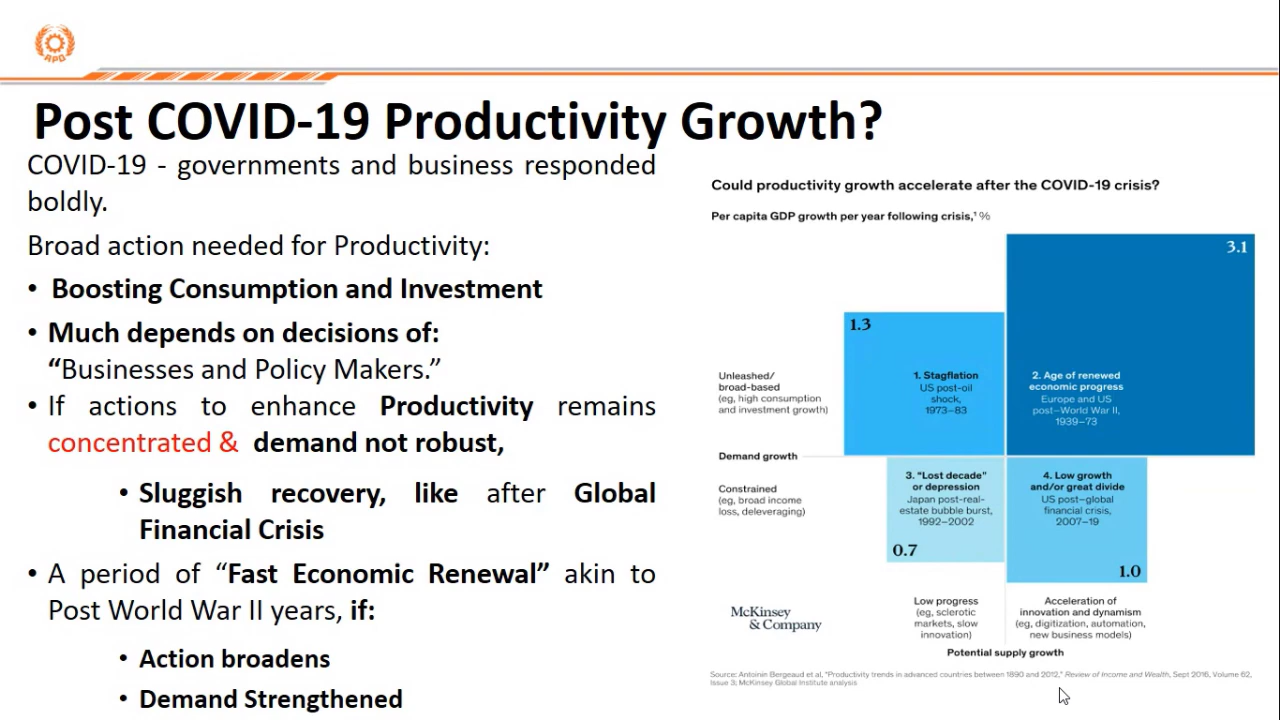 APO
Post COVID-19 Productivity Growth?
COVID-19 - governments and business responded
boldly.
Broad action needed for Productivity:
• Boosting Consumption and Investment
• Much depends on decisions of:
“Businesses and Policy Makers.”
• If actions to enhance Productivity remains
concentrated & demand not robust,
• Sluggish recovery, like after Global
Financial Crisis
• A period of “Fast Economic Renewal” akin to
Post World War II years, if:
• Action broadens
• Demand Strengthened
Could productivity growth accelerate after the COVID-19 crisis?
Per capita GDP growth per year following crisis,¹ %
Unleashed/
broad-based
(eg, high consumption
and investment growth)
1.3
1. Stagflation
US post-oil
shock,
1973–83
3.1
2. Age of renewed
economic progress
Europe and US
post–World War II,
1939–73
Demand growth
Constrained
(eg, broad income
loss, deleveraging)
3. “Lost decade”
or depression
Japan post-real-
estate bubble burst,
1992–2002
0.7
4. Low growth
and/or great divide
US post–global
financial crisis,
2007–19
1.0
McKinsey
& Company
Low progress
(eg, sclerotic
markets, slow
innovation)
Acceleration of
innovation and dynamism
(eg, digitization, automation,
new business models)
Potential supply growth
Source: Antoinin Bergeaud et al, “Productivity trends in advanced countries between 1890 and 2012,” Review of Income and Wealth, Sept 2016, Volume 62,
Issue 3; McKinsey Global Institute analysis